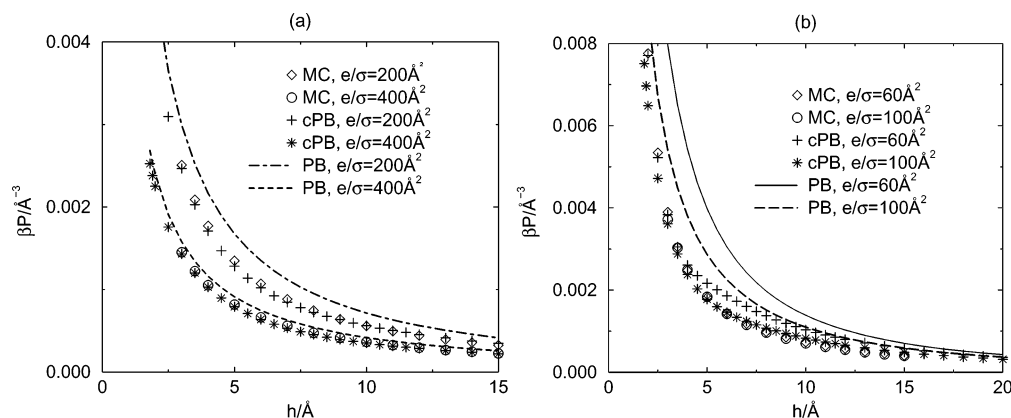 (a)
0.004
0.002
0.000
βP/Å⁻³
MC, e/σ=200Å²
MC, e/σ=400Å²
cPB, e/σ=200Å²
cPB, e/σ=400Å²
PB, e/σ=200Å²
PB, e/σ=400Å²
0 5 10 15
h/Å
(b)
0.008
0.006
0.004
0.002
0.000
βP/Å⁻³
MC, e/σ=60Å²
MC, e/σ=100Å²
cPB, e/σ=60Å²
cPB, e/σ=100Å²
PB, e/σ=60Å²
PB, e/σ=100Å²
0 5 10 15 20
h/Å